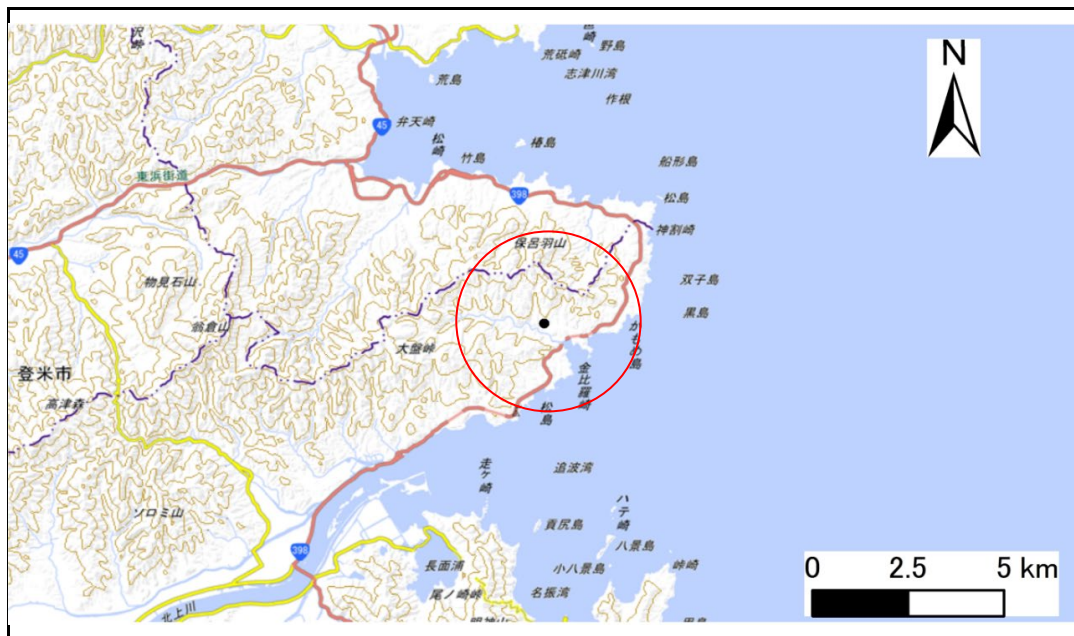 野島
荒砥崎
志津川湾
荒島
作根
45
弁天崎
松崎
椿島
竹島
船形島
東浜街道
398
松島
神割崎
保呂羽山
45
物見石山
双子島
黒島
翁倉山
かもめ島
大盤峠
登米市
金比羅崎
高津森
松島
走ヶ崎
追波湾
ハテ崎
ソロミ山
貢尻島
398
八景島
長面浦
小八景島
峠崎
尾ノ崎峠
名振湾
北上川
N
0 2.5 5 km